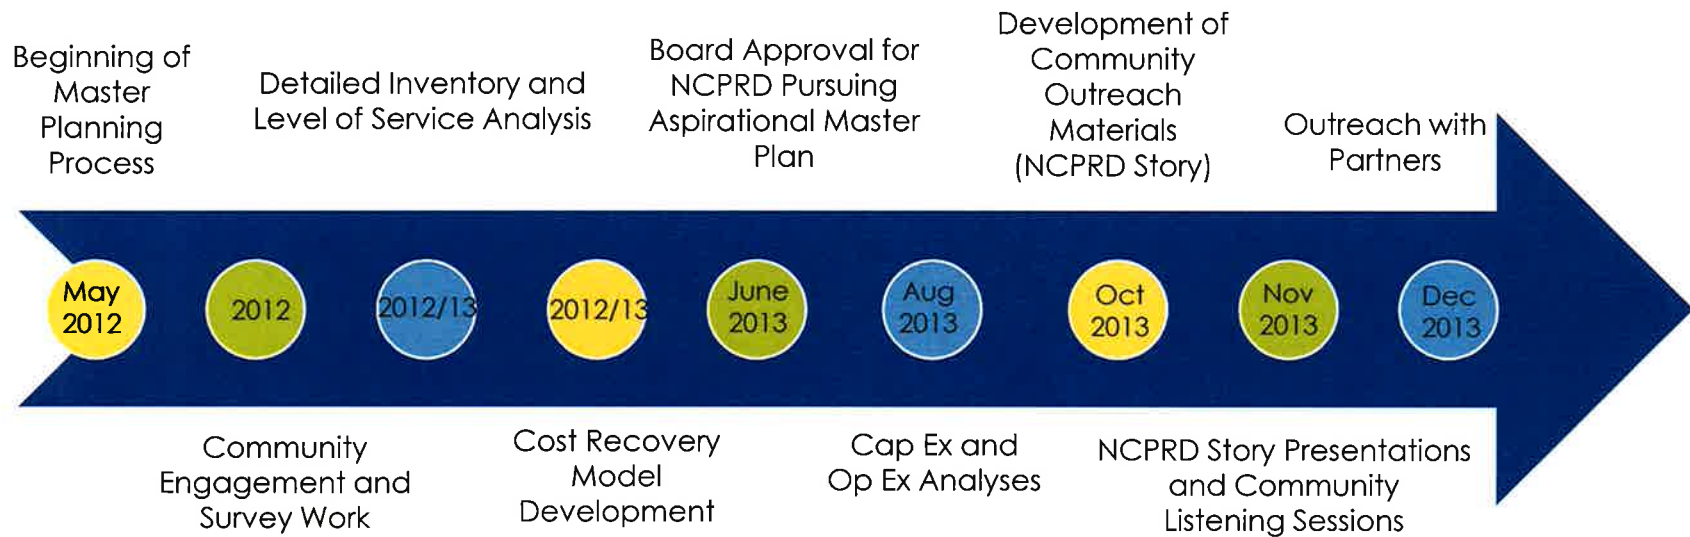 Beginning of
Master
Planning
Process
Detailed Inventory and
Level of Service Analysis
Board Approval for
NCPRD Pursuing
Aspirational Master
Plan
Development of
Community
Outreach
Materials
(NCPRD Story)
Outreach with
Partners
May
2012
2012
2012/13
2012/13
June
2013
Aug
2013
Oct
2013
Nov
2013
Dec
2013
Community
Engagement and
Survey Work
Cost Recovery
Model
Development
Cap Ex and
Op Ex Analyses
NCPRD Story Presentations
and Community
Listening Sessions